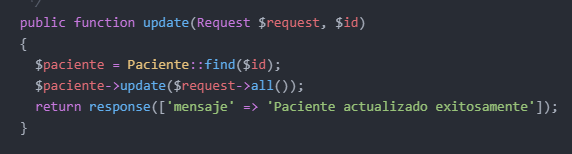 */
public function update(Request $request, $id)
{
  $paciente = Paciente::find($id);
  $paciente->update($request->all());
  return response(['mensaje' => 'Paciente actualizado exitosamente']);
}